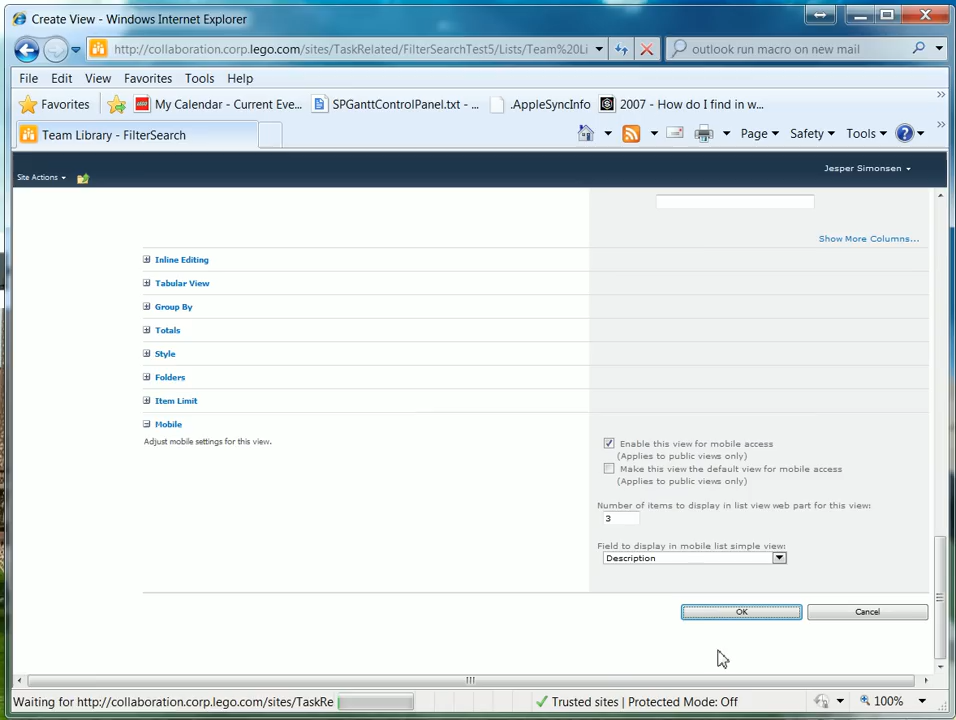 Create View - Windows Internet Explorer
http://collaboration.corp.lego.com/sites/TaskRelated/FilterSearchTest5/Lists/Team%20Li
outlook run macro on new mail
File Edit View Favorites Tools Help
Favorites My Calendar - Current Eve... SPGanttControlPanel.txt - ... .AppleSyncInfo 2007 - How do I find in w...
Team Library - FilterSearch Page Safety Tools
Jesper Simonsen
Site Actions
Show More Columns...
Inline Editing
Tabular View
Group By
Totals
Style
Folders
Item Limit
Mobile
Adjust mobile settings for this view.
Enable this view for mobile access
(Applies to public views only)
Make this view the default view for mobile access
(Applies to public views only)
Number of items to display in list view web part for this view:
3
Field to display in mobile list simple view:
Description
OK Cancel
Waiting for http://collaboration.corp.lego.com/sites/TaskRe Trusted sites | Protected Mode: Off 100%